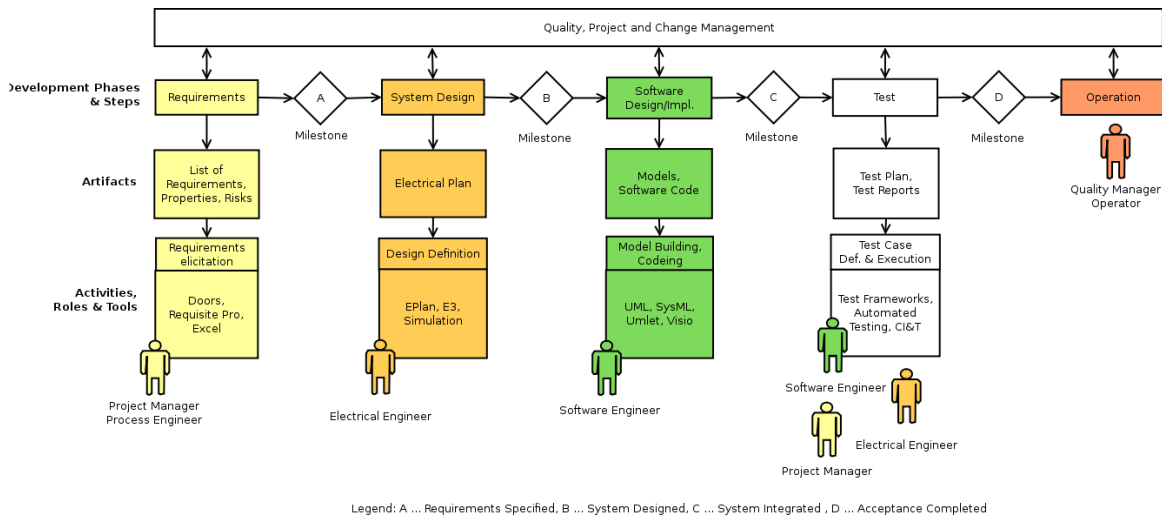 Quality, Project and Change Management
Development Phases
& Steps
Requirements
A
Milestone
System Design
B
Milestone
Software
Design/Impl.
C
Milestone
Test
D
Milestone
Operation
Quality Manager
Operator
Artifacts
List of
Requirements,
Properties, Risks
Electrical Plan
Models,
Software Code
Test Plan,
Test Reports
Activities,
Roles & Tools
Requirements
elicitation
Doors,
Requisite Pro,
Excel
Project Manager
Process Engineer
Design Definition
EPlan, E3,
Simulation
Electrical Engineer
Model Building,
Codeing
UML, SysML,
Umlet, Visio
Software Engineer
Test Case
Def. & Execution
Test Frameworks,
Automated
Testing, CI&T
Software Engineer
Electrical Engineer
Project Manager
Legend: A ... Requirements Specified, B ... System Designed, C ... System Integrated , D ... Acceptance Completed